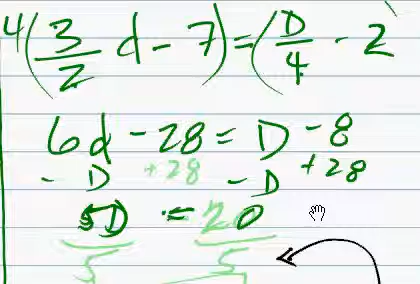 4(3/2 d - 7) = (D/4 - 2
6d - 28 = D - 8
- D +28 - D +28
5D = 20
5 5